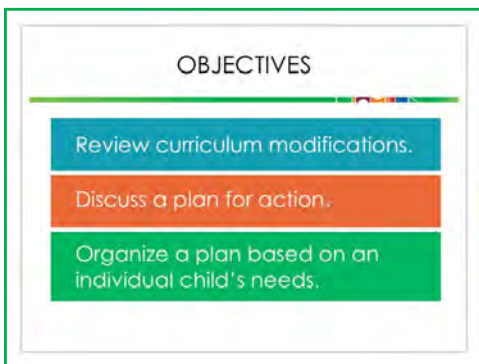 OBJECTIVES
Review curriculum modifications.
Discuss a plan for action.
Organize a plan based on an
individual child's needs.